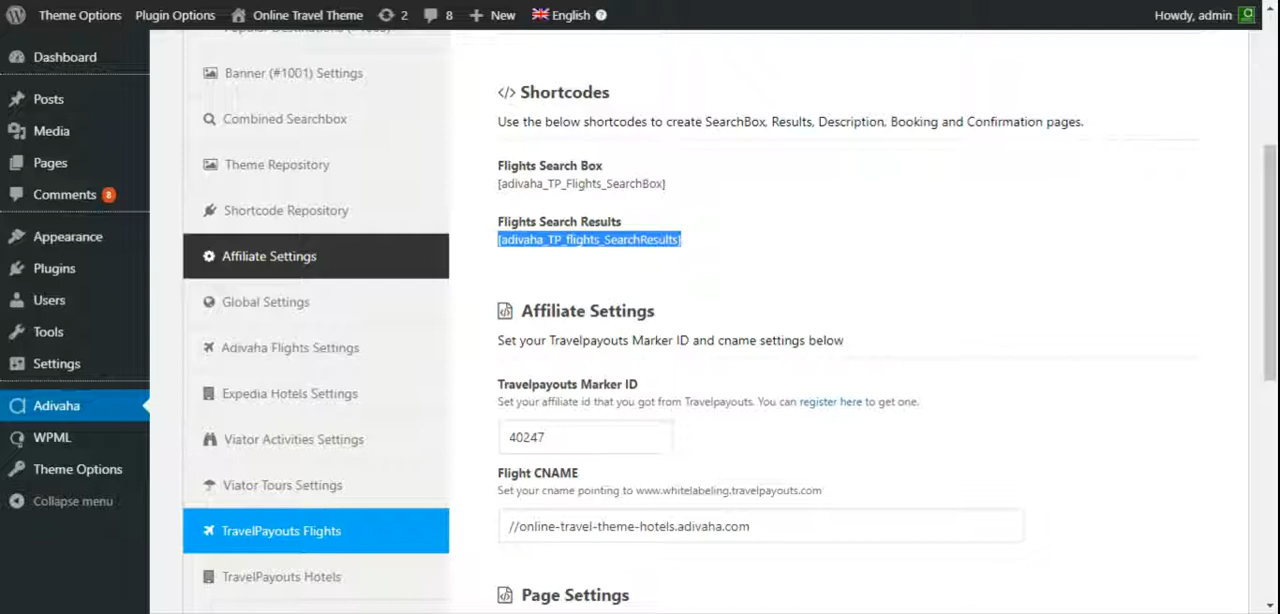 Theme Options Plugin Options Online Travel Theme 2 8 New English Howdy, admin
Dashboard
Posts
Media
Pages
Comments 8
Appearance
Plugins
Users
Tools
Settings
Adivaha
WPML
Theme Options
Collapse menu
Banner (#1001) Settings
Combined Searchbox
Theme Repository
Shortcode Repository
Affiliate Settings
Global Settings
Adivaha Flights Settings
Expedia Hotels Settings
Viator Activities Settings
Viator Tours Settings
TravelPayouts Flights
TravelPayouts Hotels
</> Shortcodes
Use the below shortcodes to create SearchBox, Results, Description, Booking and Confirmation pages.
Flights Search Box
[adivaha_TP_Flights_SearchBox]
Flights Search Results
[adivaha_TP_flights_SearchResults]
Affiliate Settings
Set your Travelpayouts Marker ID and cname settings below
Travelpayouts Marker ID
Set your affiliate id that you got from Travelpayouts. You can register here to get one.
40247
Flight CNAME
Set your cname pointing to www.whitelabeling.travelpayouts.com
//online-travel-theme-hotels.adivaha.com
Page Settings